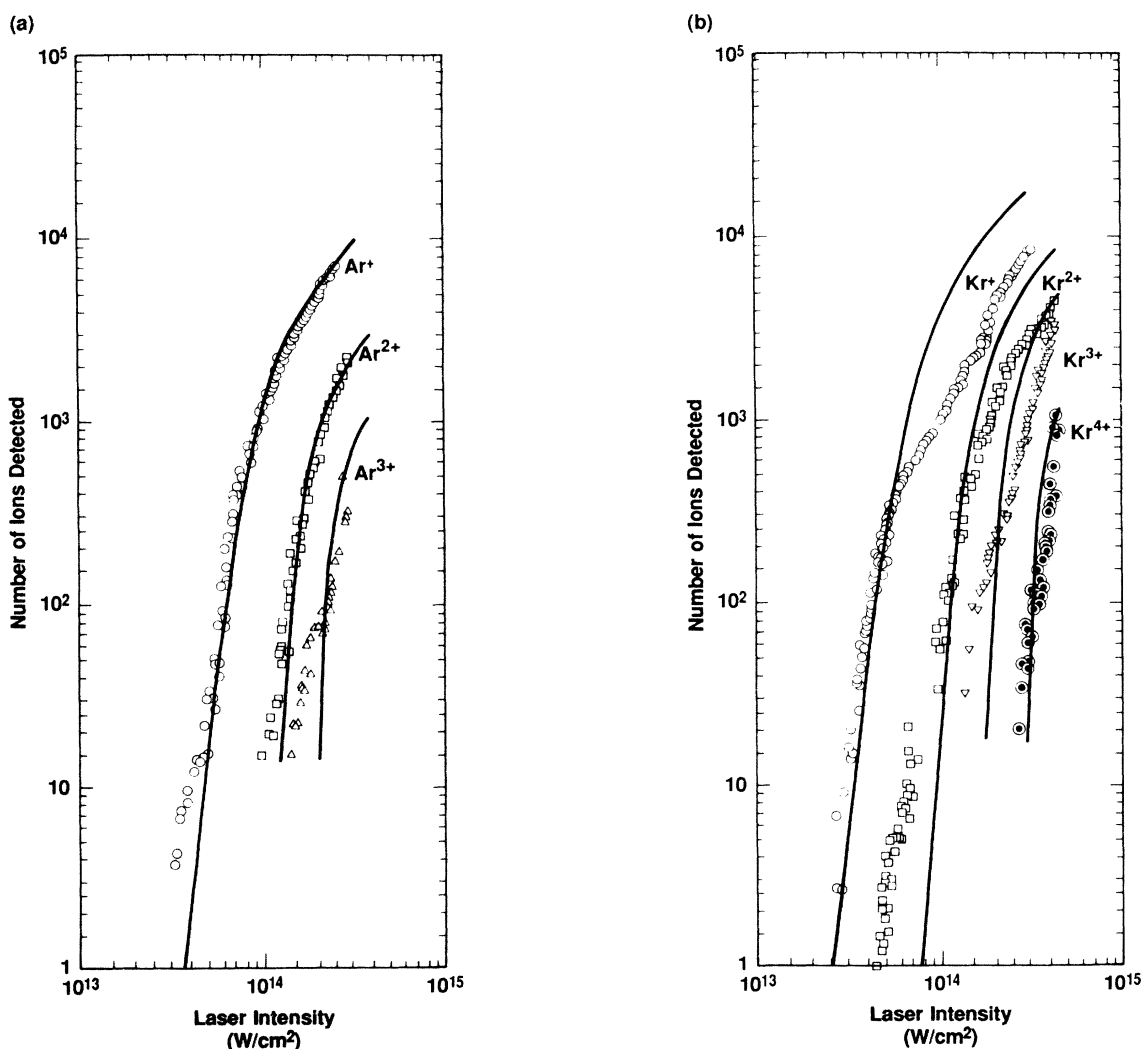 (a)
10⁵
10⁴
10³
10²
10
1
10¹³
10¹⁴
10¹⁵
Number of Ions Detected
Laser Intensity
(W/cm²)
Ar⁺
Ar²⁺
Ar³⁺
(b)
10⁵
10⁴
10³
10²
10
1
10¹³
10¹⁴
10¹⁵
Number of Ions Detected
Laser Intensity
(W/cm²)
Kr⁺
Kr²⁺
Kr³⁺
Kr⁴⁺